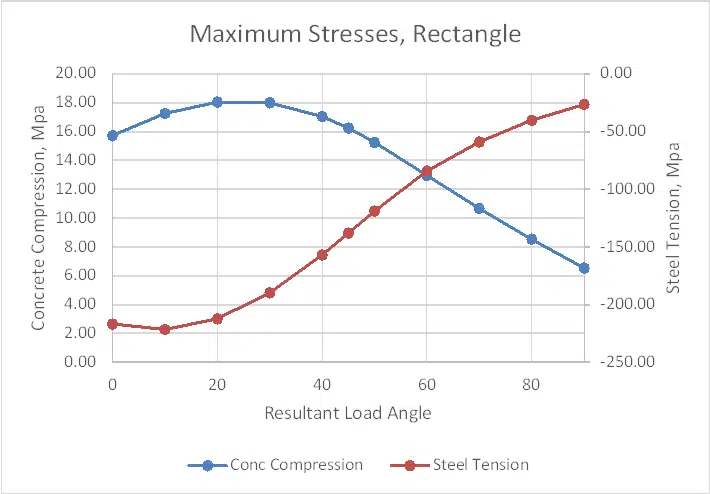 Maximum Stresses, Rectangle
20.00
18.00
16.00
14.00
12.00
10.00
8.00
6.00
4.00
2.00
0.00
Concrete Compression, Mpa
0.00
-50.00
-100.00
-150.00
-200.00
-250.00
Steel Tension, Mpa
0 20 40 60 80
Resultant Load Angle
Conc Compression Steel Tension